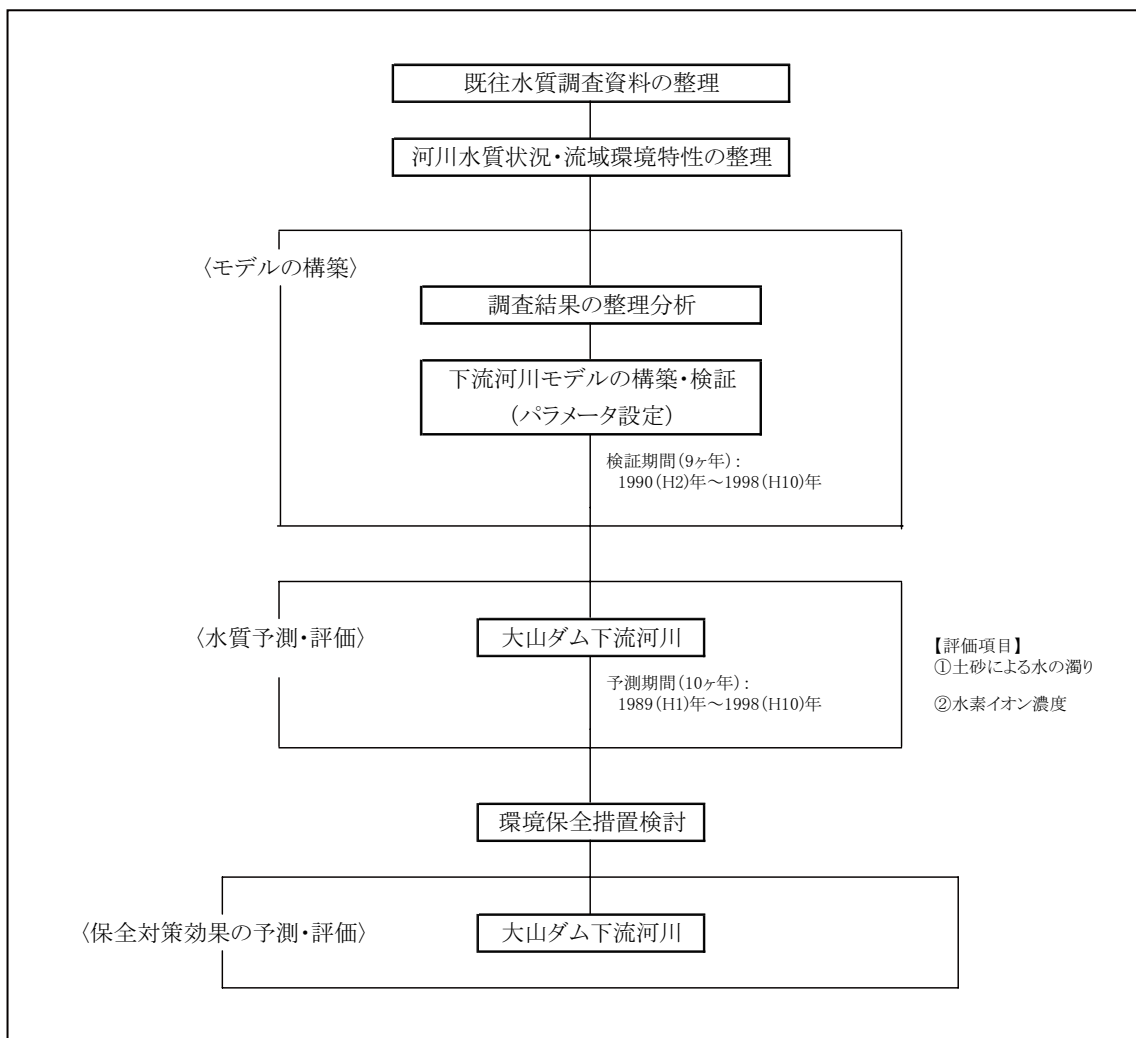 既往水質調査資料の整理
河川水質状況・流域環境特性の整理
〈モデルの構築〉
調査結果の整理分析
下流河川モデルの構築・検証
(パラメータ設定)
検証期間(9ヶ年):
1990(H2)年～1998(H10)年
〈水質予測・評価〉
大山ダム下流河川
予測期間(10ヶ年):
1989(H1)年～1998(H10)年
【評価項目】
①土砂による水の濁り
②水素イオン濃度
環境保全措置検討
〈保全対策効果の予測・評価〉
大山ダム下流河川